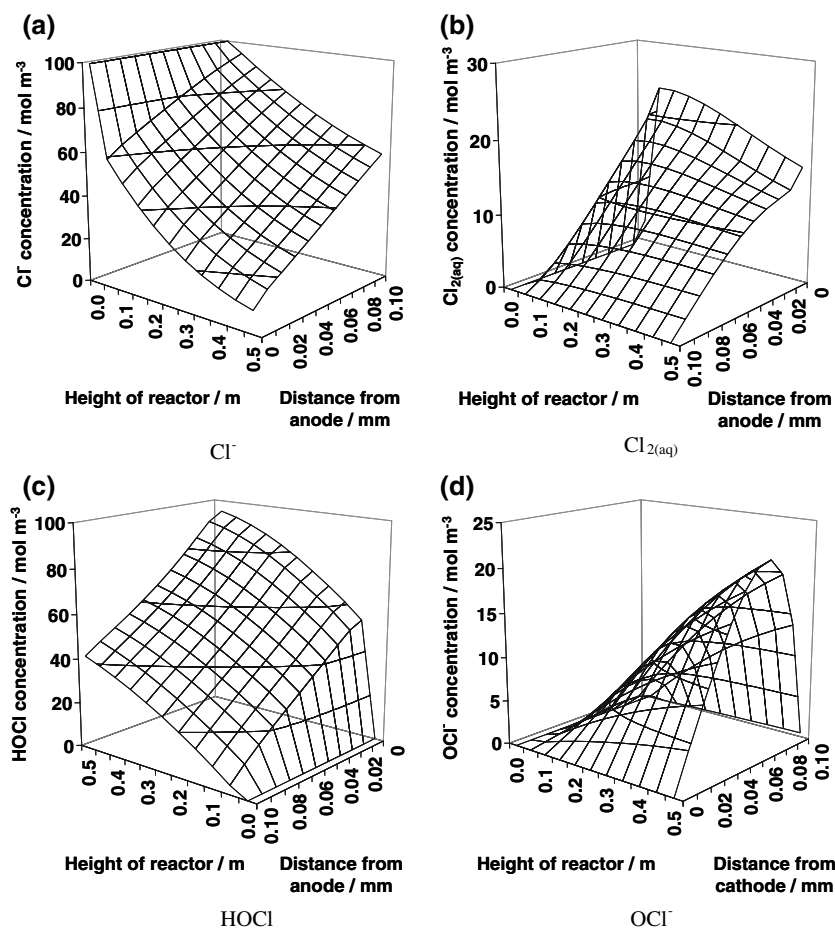 (a)
Cl⁻ concentration / mol m⁻³
100
80
60
40
20
0
0.0
0.1
0.2
0.3
0.4
0.5
0
0.02
0.04
0.06
0.08
0.10
Height of reactor / m
Distance from
anode / mm
Cl⁻
(b)
Cl₂(aq) concentration / mol m⁻³
30
20
10
0
0.0
0.1
0.2
0.3
0.4
0.5
0.10
0.08
0.06
0.04
0.02
0
Height of reactor / m
Distance from
anode / mm
Cl₂(aq)
(c)
HOCl concentration / mol m⁻³
100
80
60
40
20
0
0.5
0.4
0.3
0.2
0.1
0.0
0.10
0.08
0.06
0.04
0.02
0
Height of reactor / m
Distance from
anode / mm
HOCl
(d)
OCl⁻ concentration / mol m⁻³
25
20
15
10
5
0
0.0
0.1
0.2
0.3
0.4
0.5
0
0.02
0.04
0.06
0.08
0.10
Height of reactor / m
Distance from
cathode / mm
OCl⁻